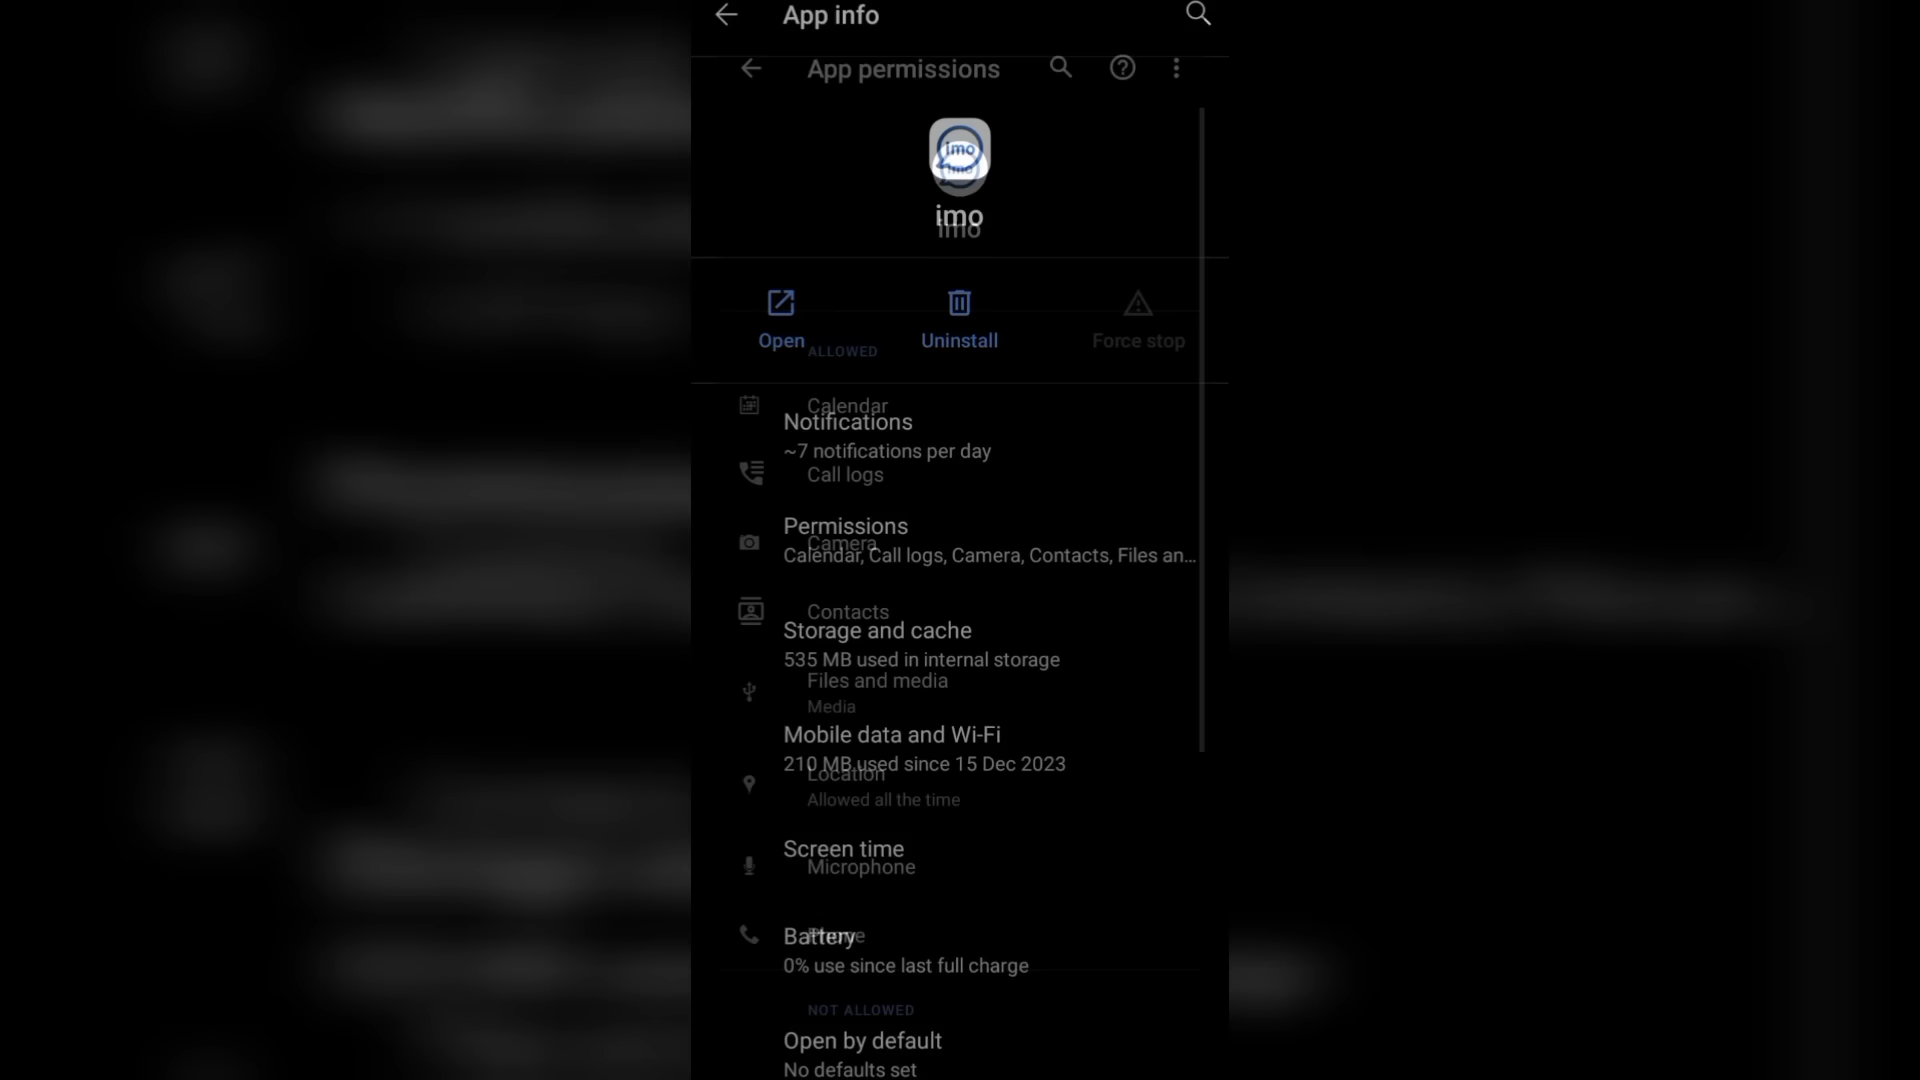 App info
App permissions
imo
imo
imo
imo
Open
Uninstall
Force stop
ALLOWED
Calendar
Notifications
~7 notifications per day
Call logs
Permissions
Camera
Calendar, Call logs, Camera, Contacts, Files an...
Contacts
Storage and cache
535 MB used in internal storage
Files and media
Media
Mobile data and Wi-Fi
210 MB used since 15 Dec 2023
Location
Allowed all the time
Screen time
Microphone
Battery
Phone
0% use since last full charge
NOT ALLOWED
Open by default
No defaults set